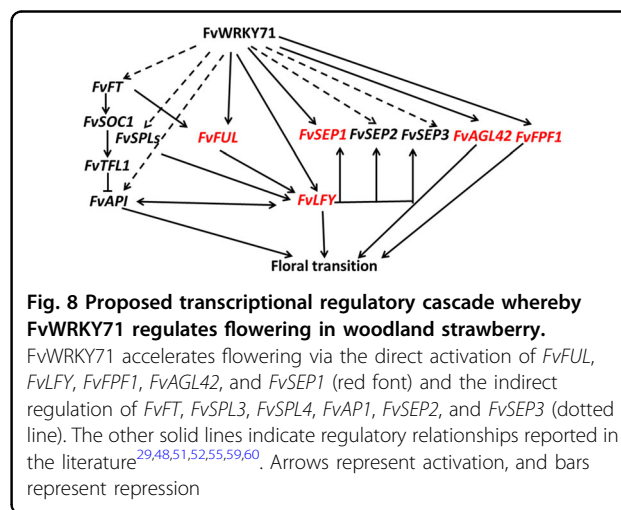 FvWRKY71
FvFT
FvSOC1
FvSPLs
FvFUL
FvSEP1 FvSEP2 FvSEP3 FvAGL42 FvFPF1
FvTFL1
FvAPI
FvLFY
Floral transition
Fig. 8 Proposed transcriptional regulatory cascade whereby
FvWRKY71 regulates flowering in woodland strawberry.
FvWRKY71 accelerates flowering via the direct activation of FvFUL,
FvLFY, FvFPF1, FvAGL42, and FvSEP1 (red font) and the indirect
regulation of FvFT, FvSPL3, FvSPL4, FvAP1, FvSEP2, and FvSEP3 (dotted
line). The other solid lines indicate regulatory relationships reported in
the literature29,48,51,52,55,59,60. Arrows represent activation, and bars
represent repression